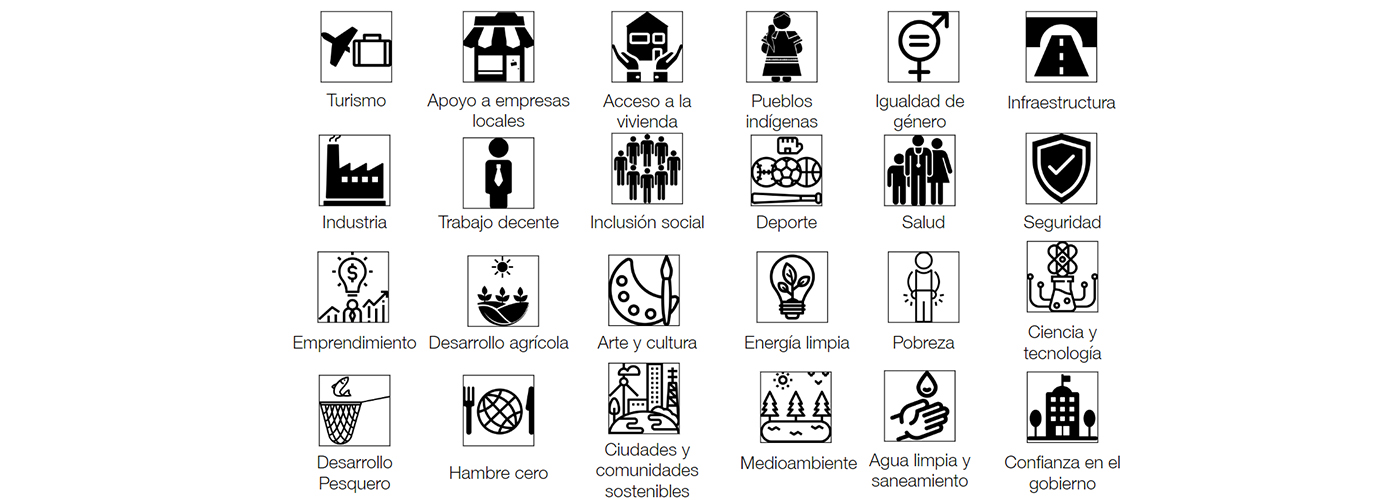 Turismo
Apoyo a empresas
locales
Acceso a la
vivienda
Pueblos
indígenas
Igualdad de
género
Infraestructura
Industria
Trabajo decente
Inclusión social
Deporte
Salud
Seguridad
Emprendimiento
Desarrollo agrícola
Arte y cultura
Energía limpia
Pobreza
Ciencia y
tecnología
Desarrollo
Pesquero
Hambre cero
Ciudades y
comunidades
sostenibles
Medioambiente
Agua limpia y
saneamiento
Confianza en el
gobierno